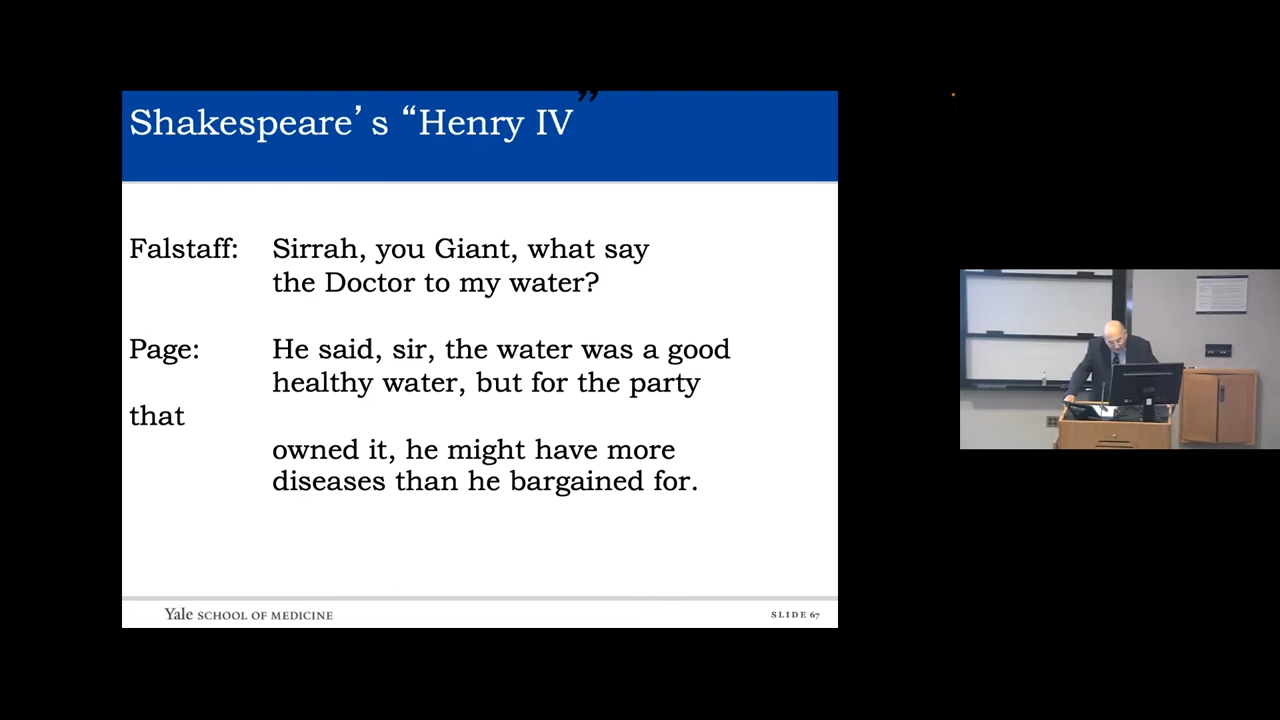 Shakespeare’s “Henry IV”
Falstaff: Sirrah, you Giant, what say
the Doctor to my water?
Page: He said, sir, the water was a good
healthy water, but for the party
that
owned it, he might have more
diseases than he bargained for.
Yale SCHOOL OF MEDICINE
SLIDE 67